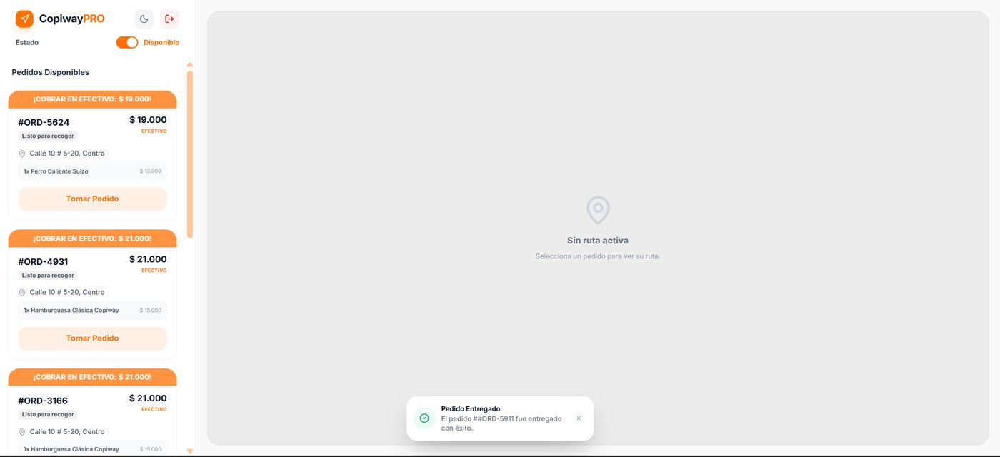 CopiwayPRO
Estado
Disponible
Pedidos Disponibles
¡COBRAR EN EFECTIVO: $ 19.000!
#ORD-5624
$ 19.000
Listo para recoger
EFECTIVO
Calle 10 # 5-20, Centro
1x Perro Caliente Suizo
$ 13.000
Tomar Pedido
¡COBRAR EN EFECTIVO: $ 21.000!
#ORD-4931
$ 21.000
Listo para recoger
EFECTIVO
Calle 10 # 5-20, Centro
1x Hamburguesa Clásica Copiway
$ 15.000
Tomar Pedido
¡COBRAR EN EFECTIVO: $ 21.000!
#ORD-3166
$ 21.000
Listo para recoger
EFECTIVO
Calle 10 # 5-20, Centro
1x Hamburguesa Clásica Copiway
$ 15.000
Sin ruta activa
Selecciona un pedido para ver su ruta.
Pedido Entregado
El pedido ##ORD-5911 fue entregado
con éxito.